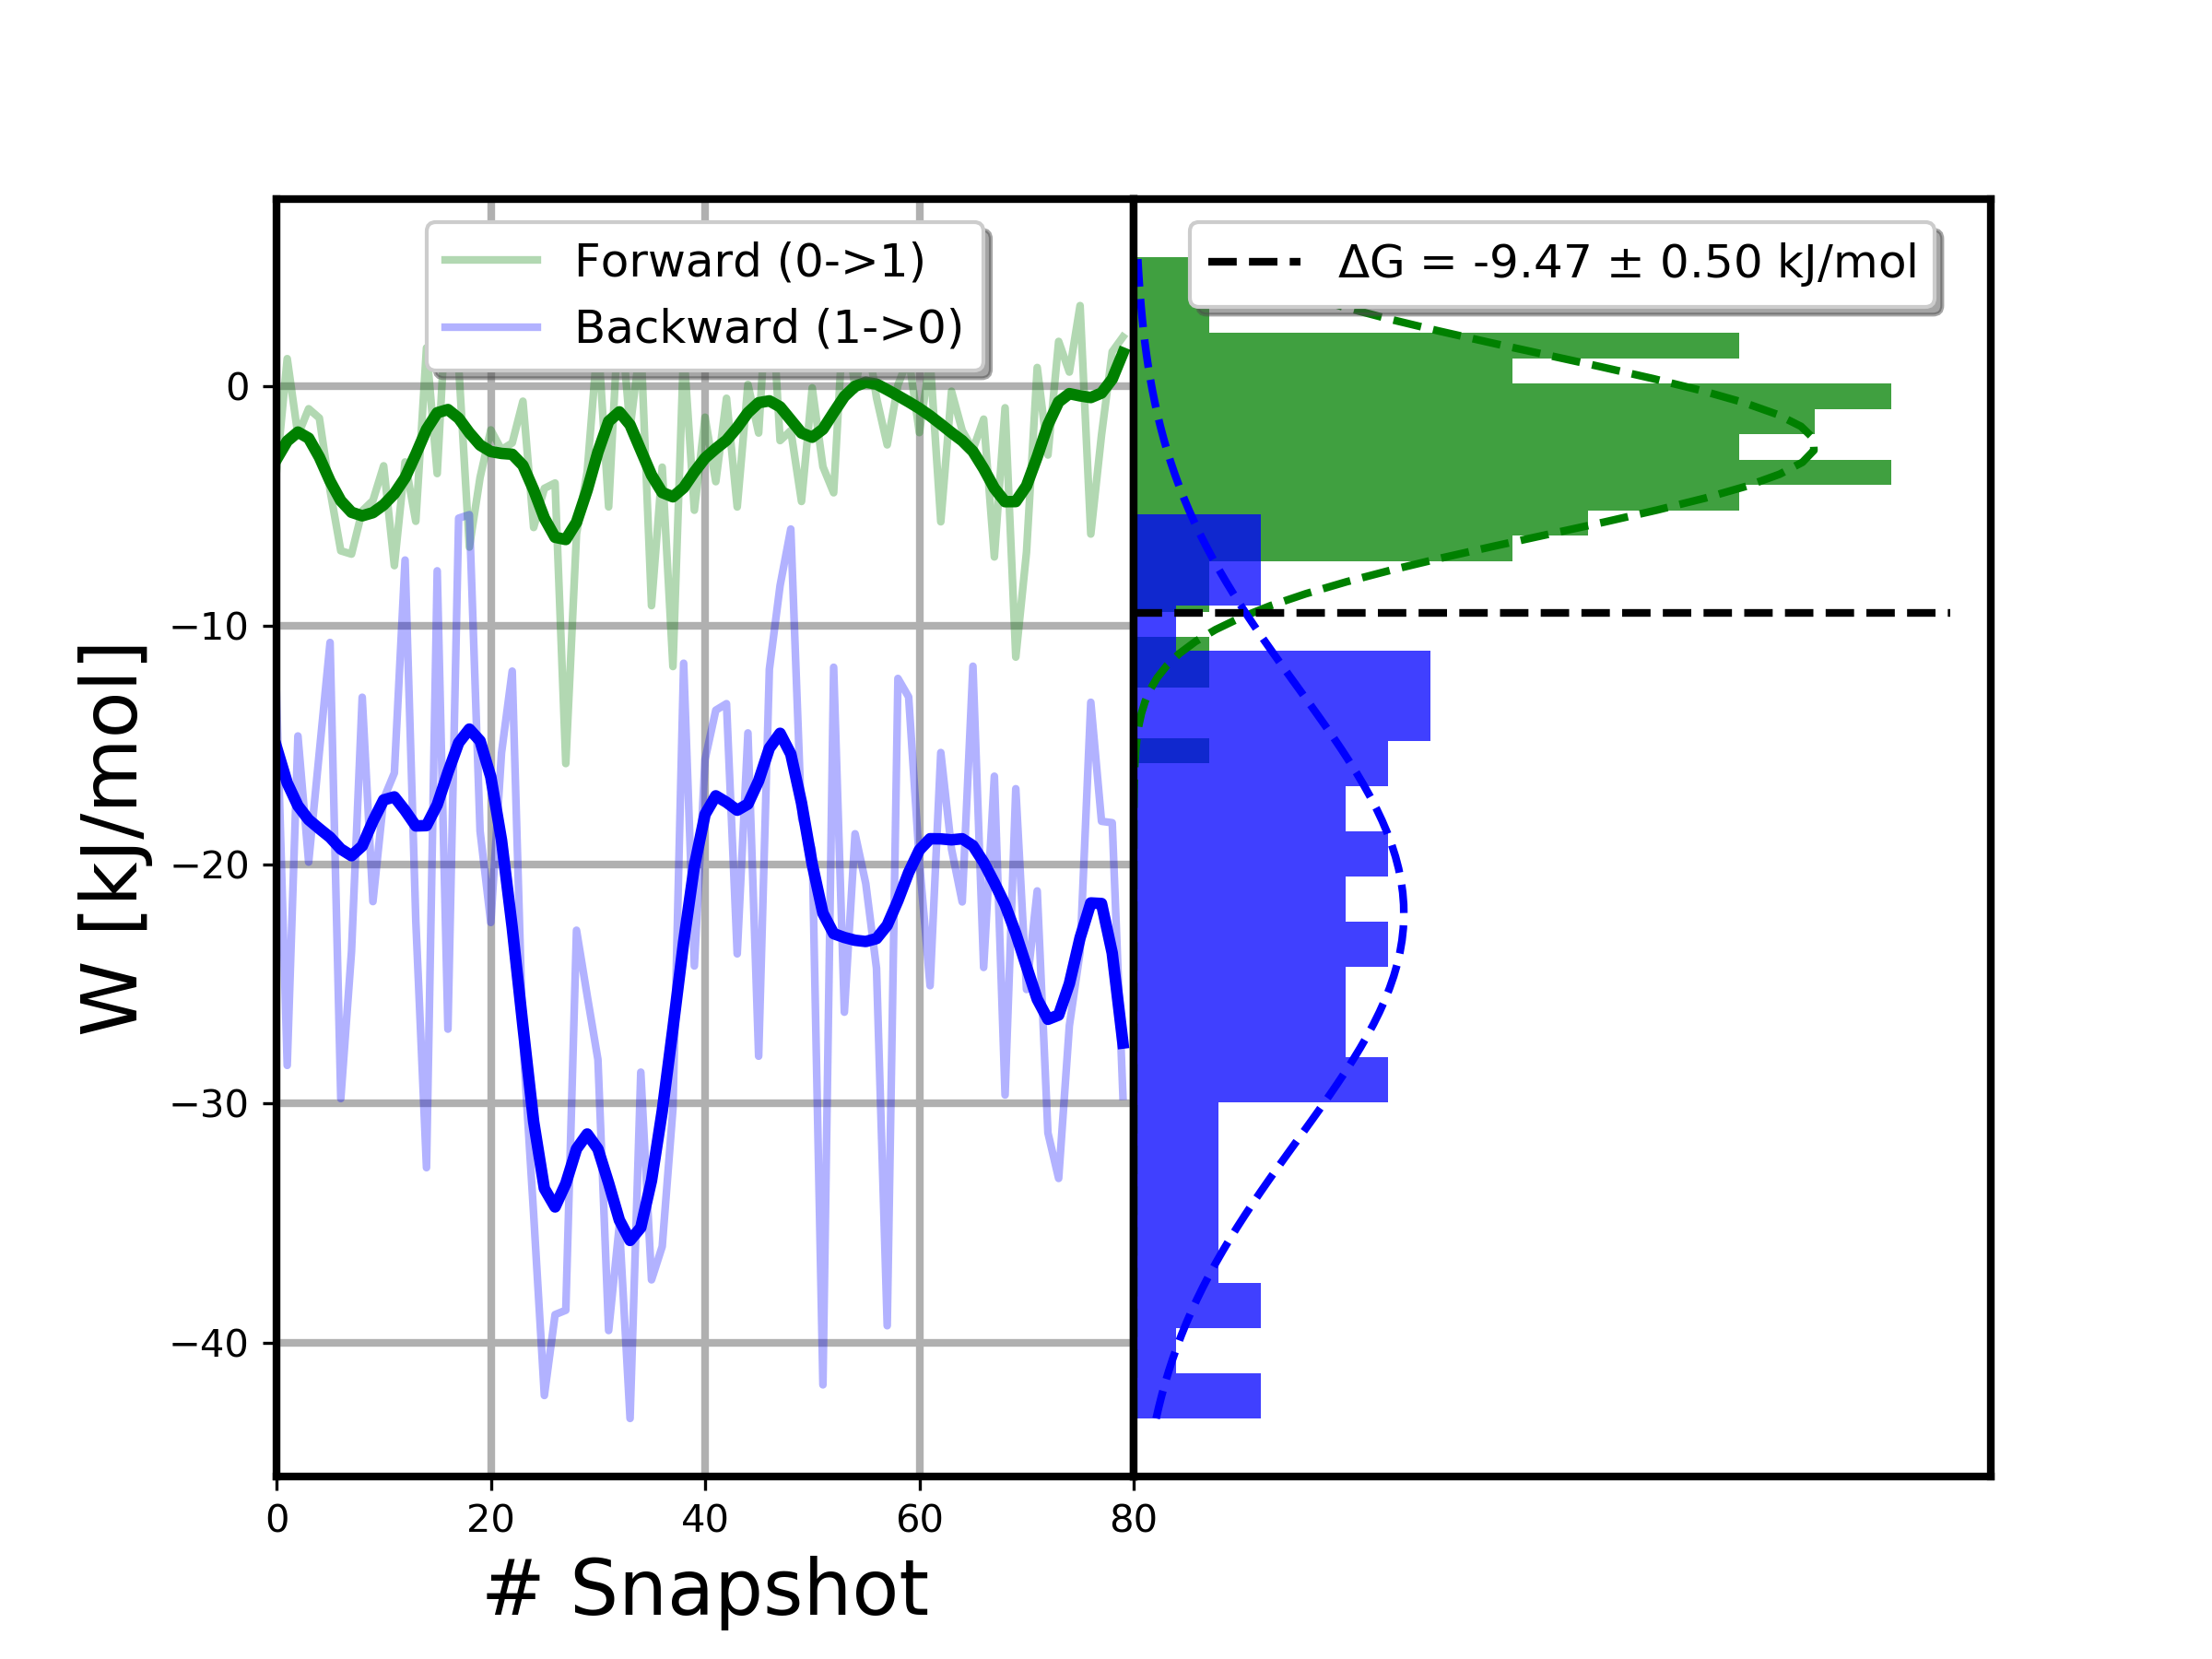 Forward (0->1)
Backward (1->0)
ΔG = -9.47 ± 0.50 kJ/mol
W [kJ/mol]
0
−10
−20
−30
−40
0 20 40 60 80
# Snapshot